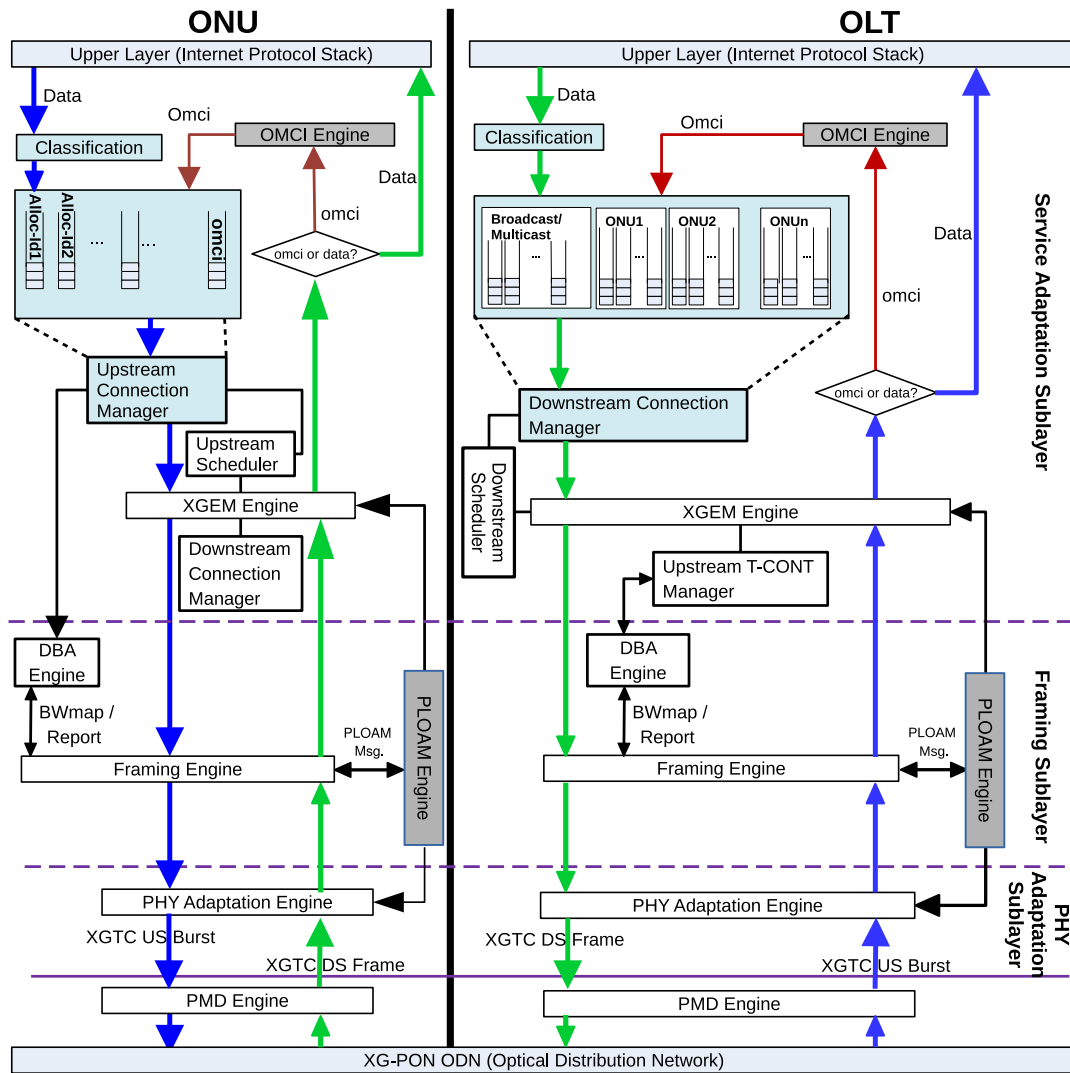 ONU
Upper Layer (Internet Protocol Stack)
Data
Omci
Classification
OMCI Engine
Data
Alloc-Id1
Alloc-Id2
...
...
omci
omci
omci or data?
Upstream
Connection
Manager
Upstream
Scheduler
XGEM Engine
Downstream
Connection
Manager
DBA
Engine
BWmap /
Report
PLOAM
Msg.
PLOAM Engine
Framing Engine
PHY Adaptation Engine
XGTC US Burst
XGTC DS Frame
PMD Engine
OLT
Upper Layer (Internet Protocol Stack)
Data
Omci
Classification
OMCI Engine
Broadcast/
Multicast
...
ONU1
...
ONU2
...
ONUn
...
Data
omci
omci or data?
Downstream Connection
Manager
Downstream
Scheduler
XGEM Engine
Upstream T-CONT
Manager
DBA
Engine
BWmap /
Report
PLOAM
Msg.
PLOAM Engine
Framing Engine
PHY Adaptation Engine
XGTC DS Frame
XGTC US Burst
PMD Engine
Service Adaptation Sublayer
Framing Sublayer
PHY
Adaptation
Sublayer
XG-PON ODN (Optical Distribution Network)